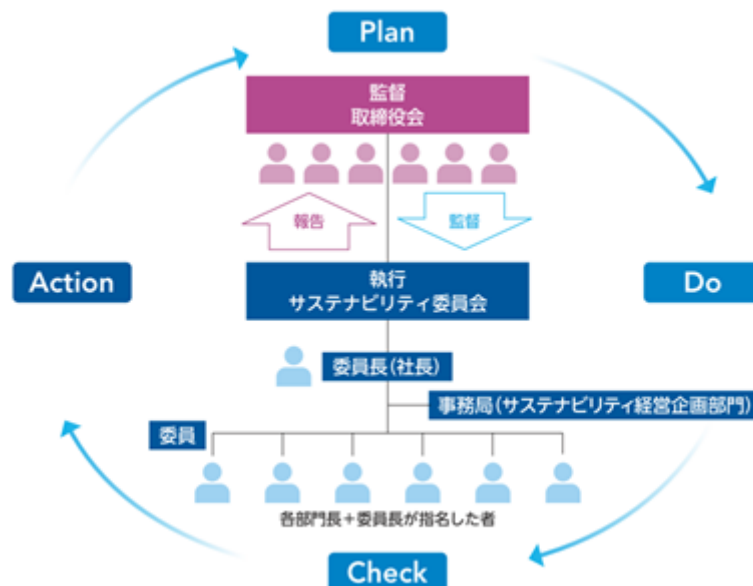 Plan
監督
取締役会
報告
監督
Action
執行
サステナビリティ委員会
Do
委員長(社長)
事務局(サステナビリティ経営企画部門)
委員
各部門長+委員長が指名した者
Check